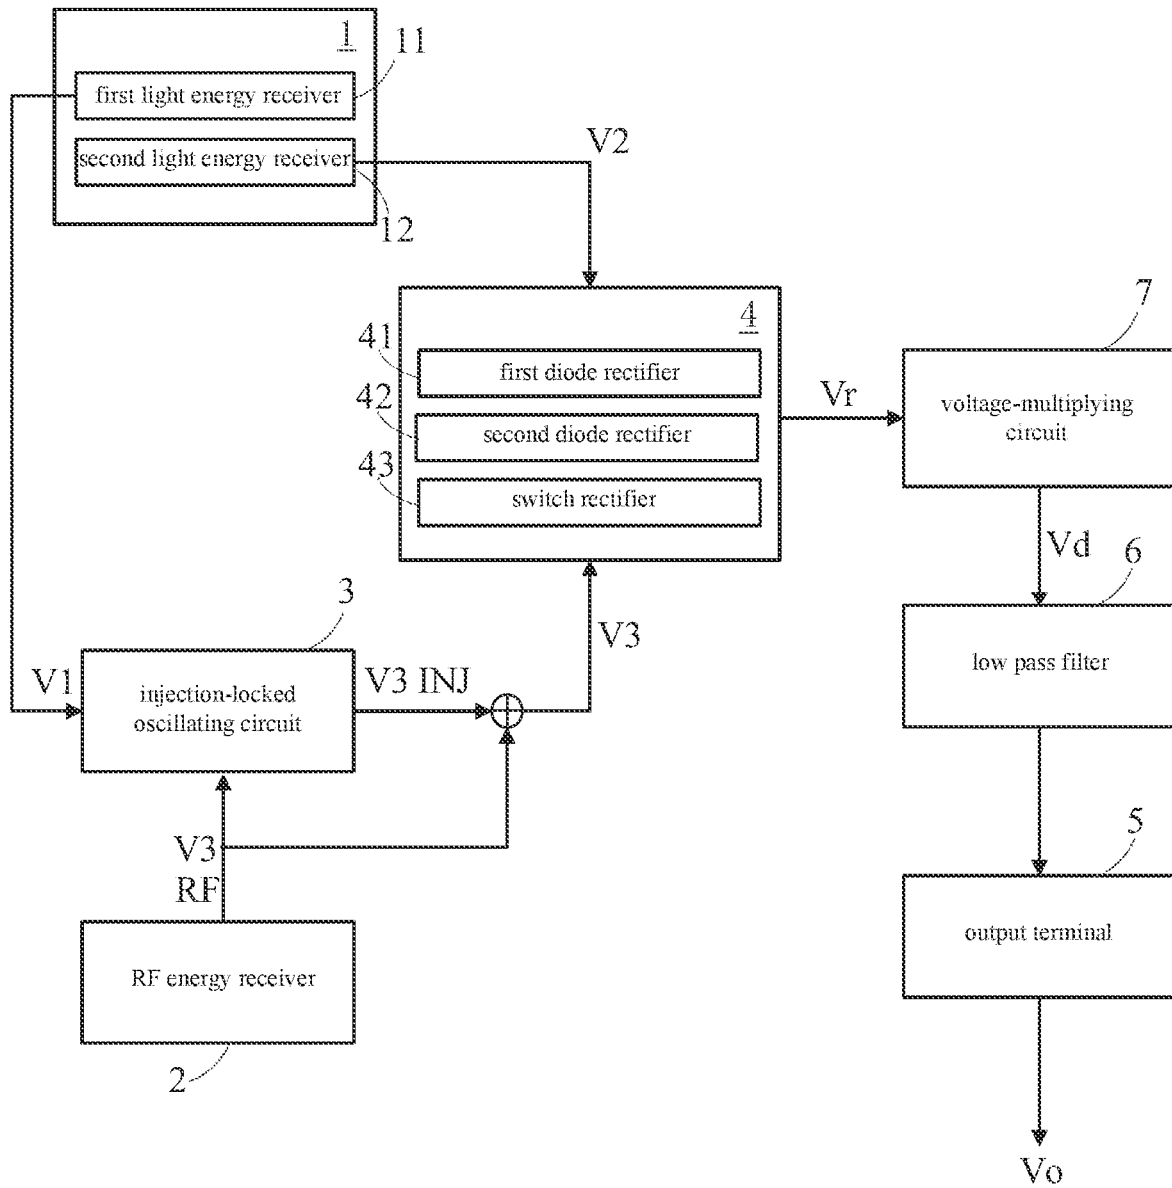 1
11
first light energy receiver
second light energy receiver
12
V2
4
41
first diode rectifier
42
second diode rectifier
43
switch rectifier
Vr
7
voltage-multiplying
circuit
Vd
6
low pass filter
3
V1
injection-locked
oscillating circuit
V3 INJ
V3
V3
RF
RF energy receiver
2
5
output terminal
Vo